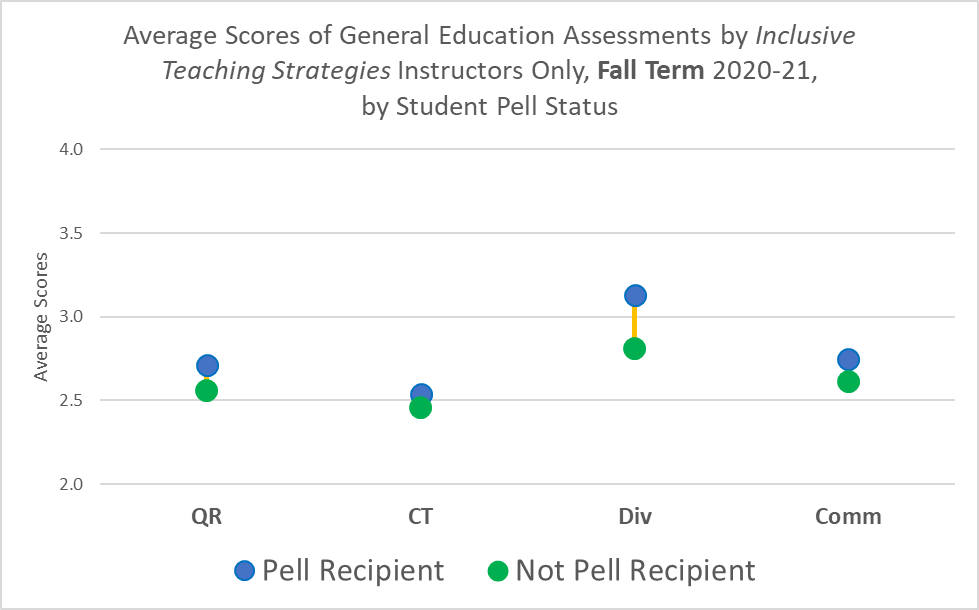 Average Scores of General Education Assessments by Inclusive
Teaching Strategies Instructors Only, Fall Term 2020-21,
by Student Pell Status
4.0
3.5
3.0
2.5
2.0
Average Scores
QR
CT
Div
Comm
Pell Recipient
Not Pell Recipient